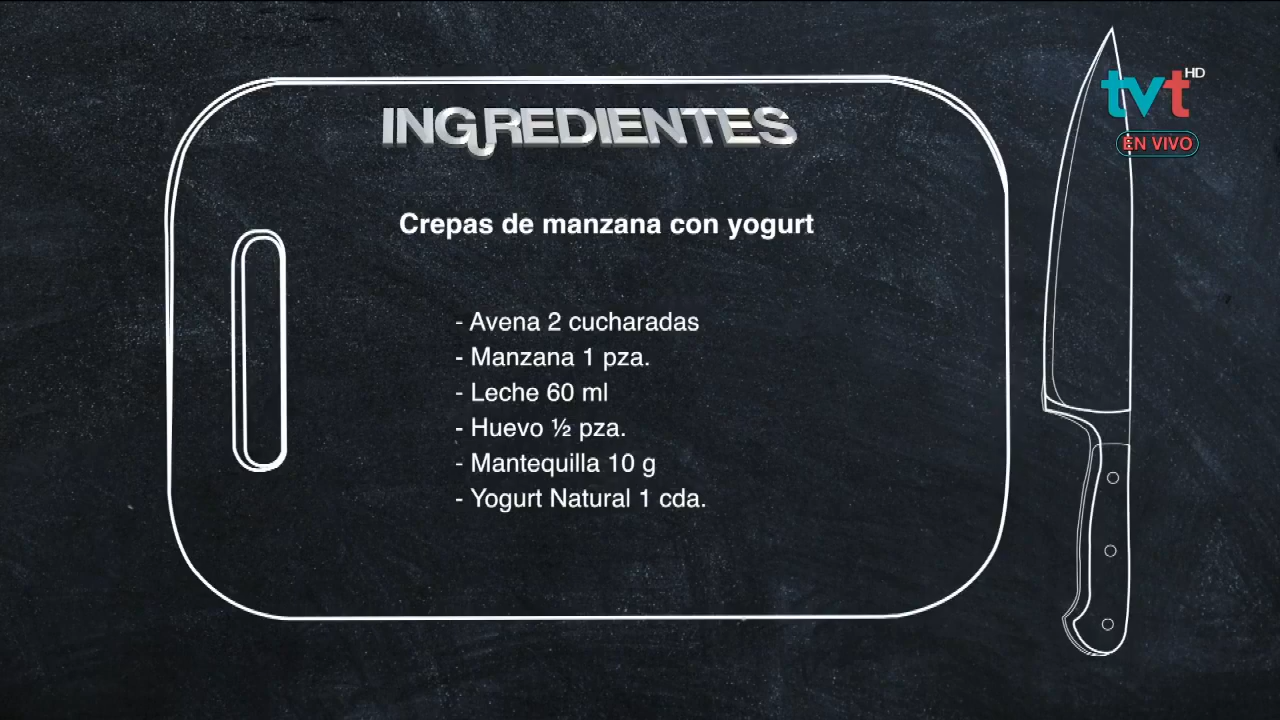 tvt HD
EN VIVO
INGREDIENTES
Crepas de manzana con yogurt
- Avena 2 cucharadas
- Manzana 1 pza.
- Leche 60 ml
- Huevo ½ pza.
- Mantequilla 10 g
- Yogurt Natural 1 cda.